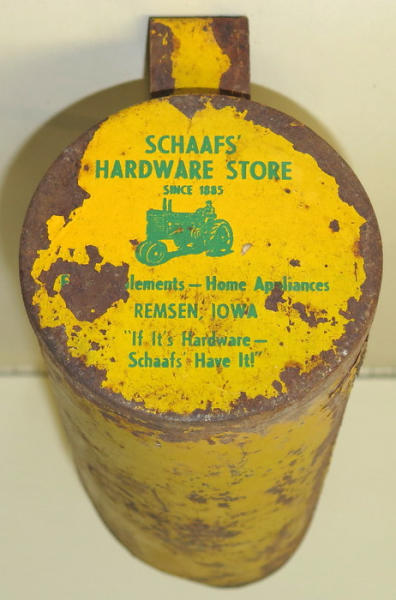 SCHAAFS'
HARDWARE STORE
SINCE 1885
— Home Appliances
REMSEN, IOWA
"If It's Hardware—
Schaafs Have It!"